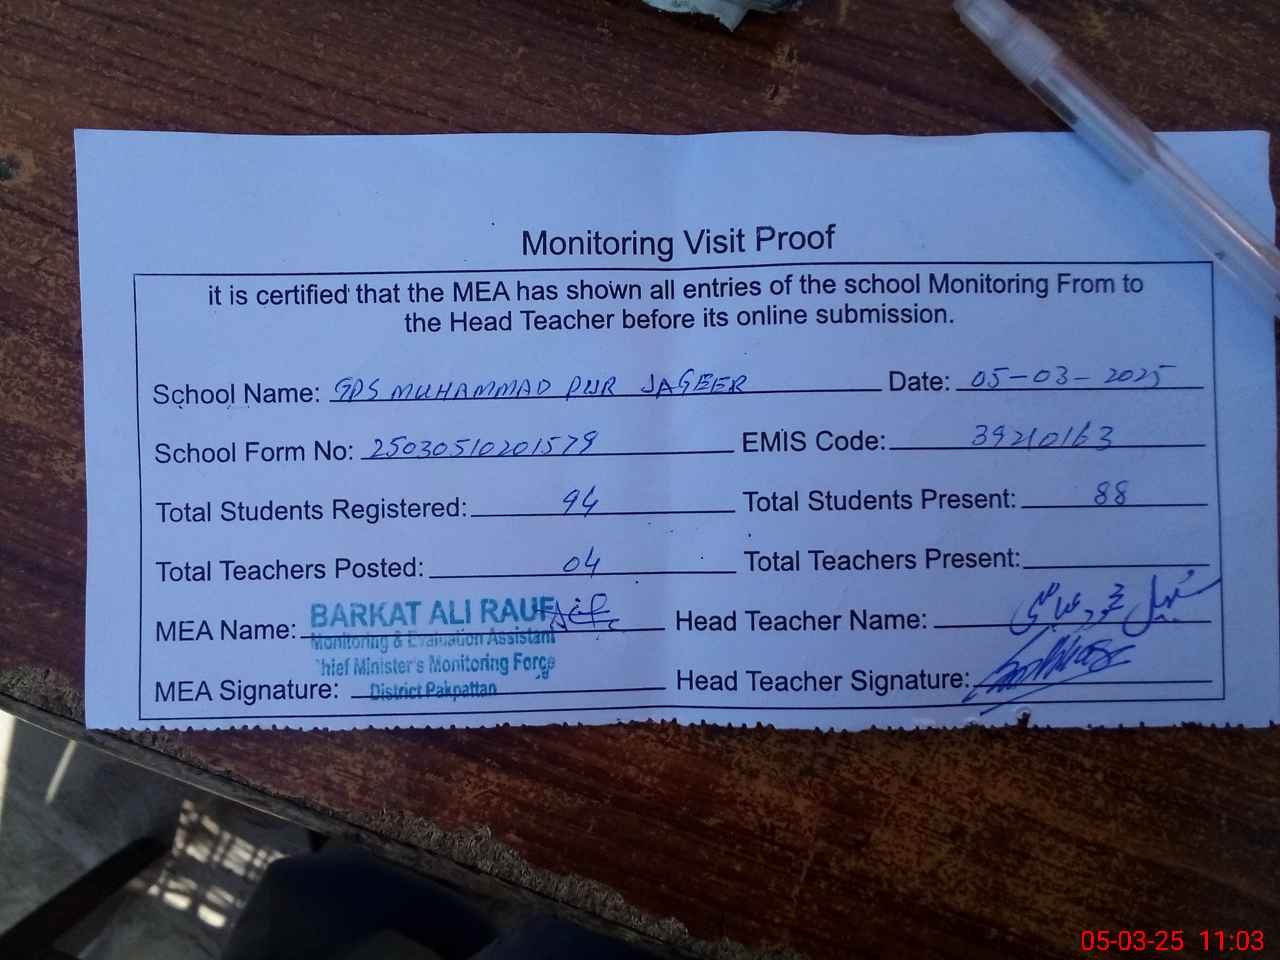 Monitoring Visit Proof
it is certified that the MEA has shown all entries of the school Monitoring From to
the Head Teacher before its online submission.
School Name: GPS MUHAMMAD PUR JAGEER Date: 05-03-2025
School Form No: 25030510201579 EMIS Code: 39210163
Total Students Registered: 94 Total Students Present: 88
Total Teachers Posted: 04 Total Teachers Present:
MEA Name: BARKAT ALI RAUF Head Teacher Name:
Monitoring & Evaluation Assistant
hief Minister's Monitoring Force
MEA Signature: District Pakpattan Head Teacher Signature:
05-03-25 11:03